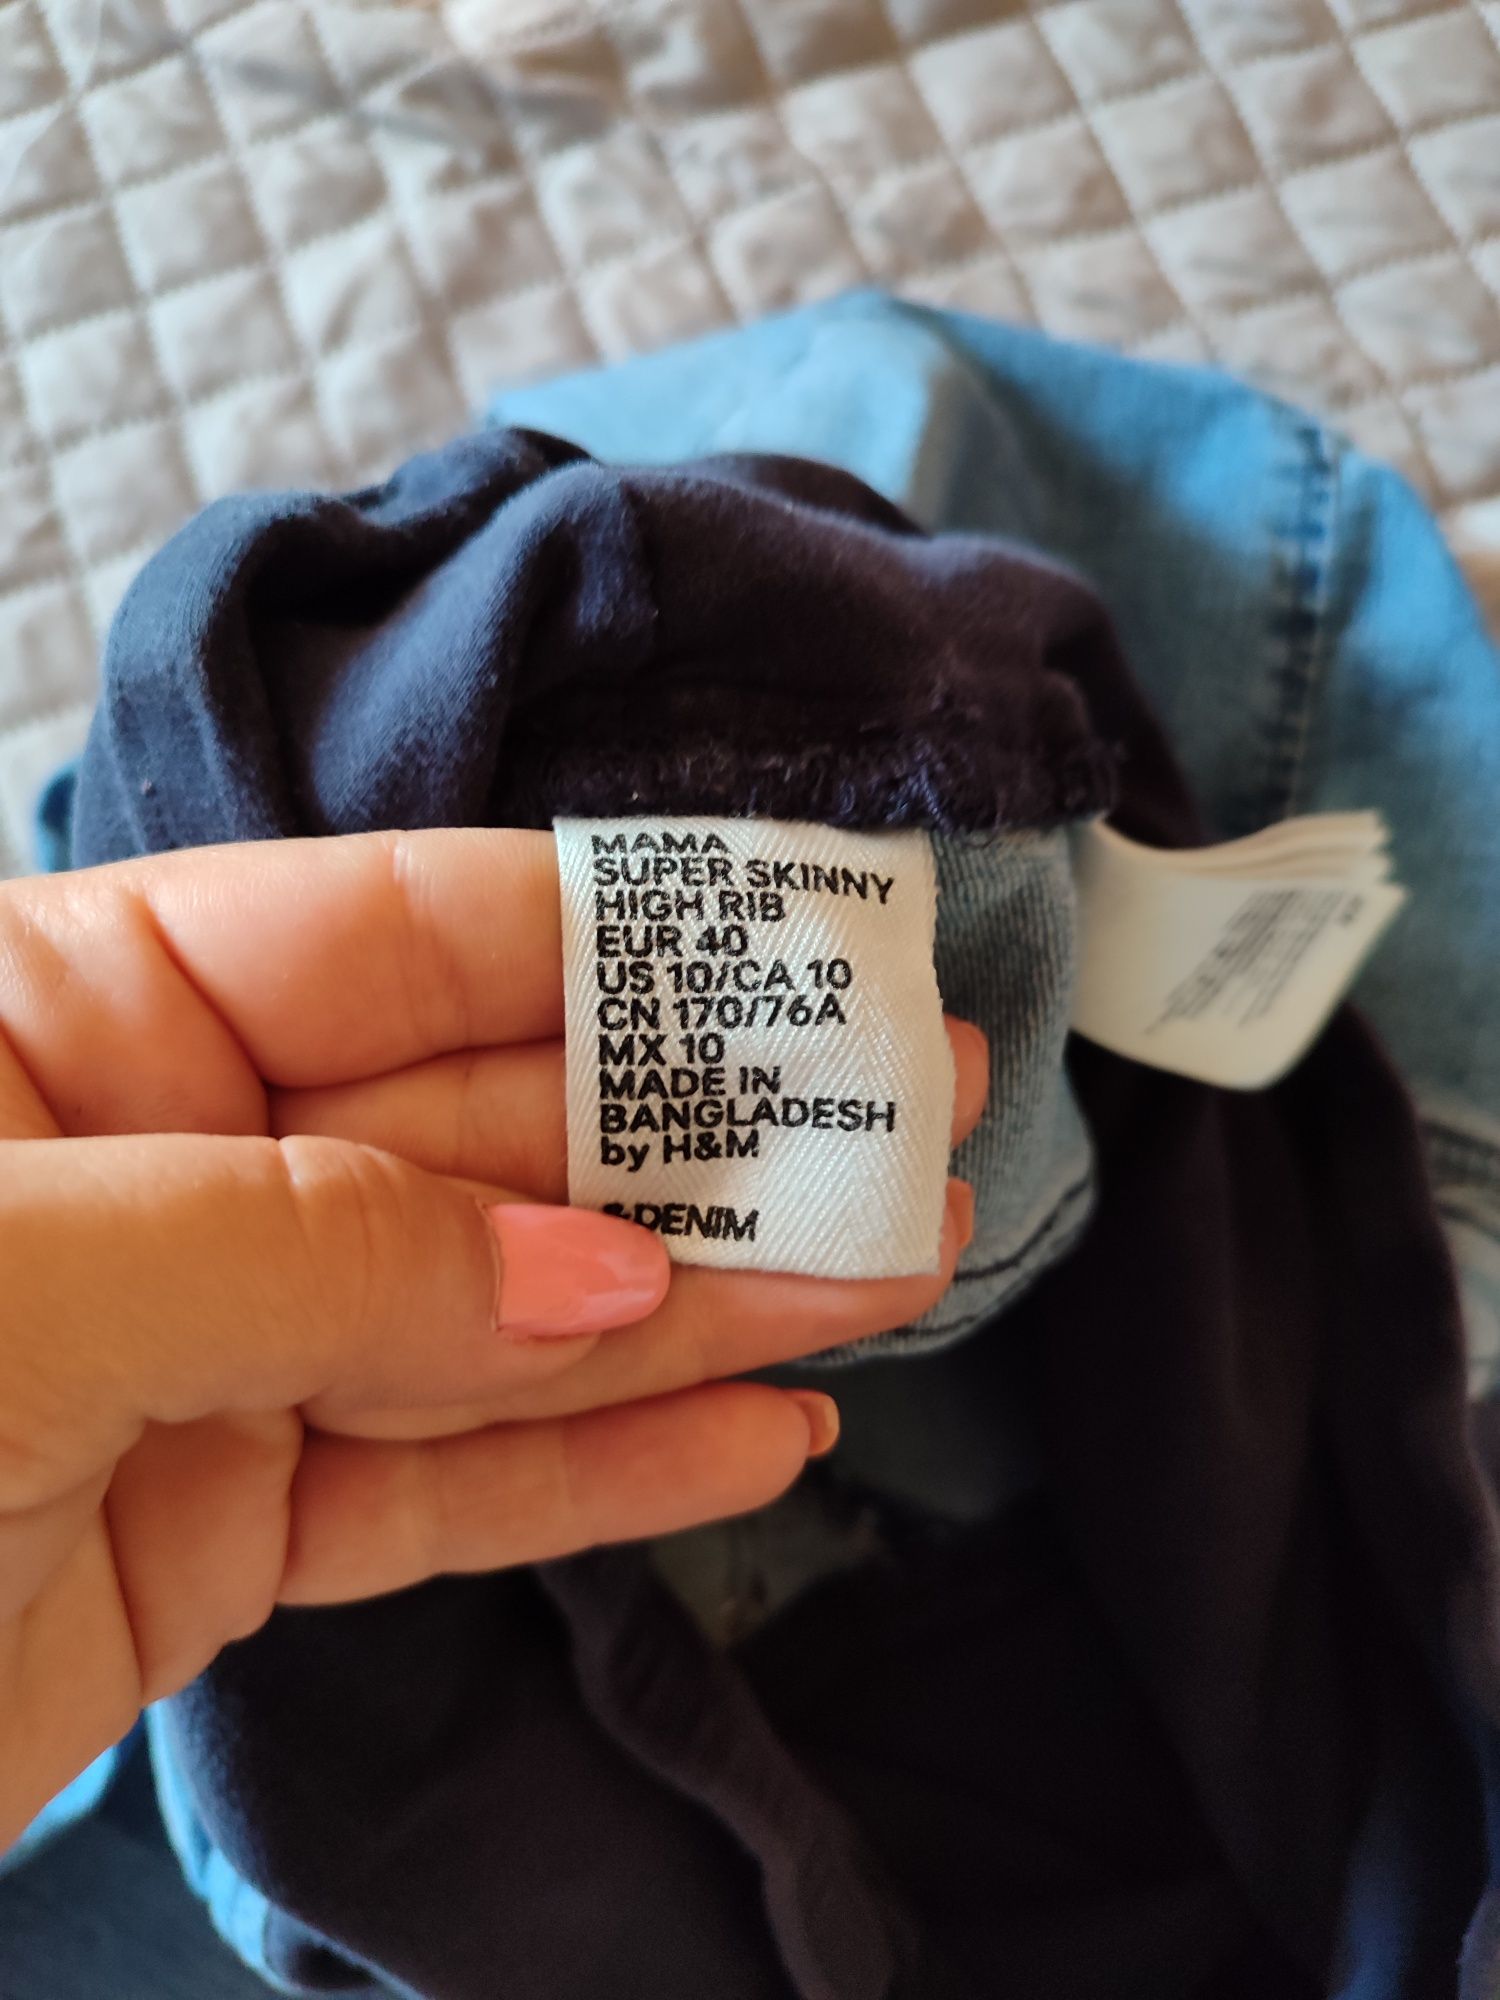 MAMA
SUPER SKINNY
HIGH RIB
EUR 40
US 10/CA 10
CN 170/76A
MX 10
MADE IN
BANGLADESH
by H&M
&DENIM